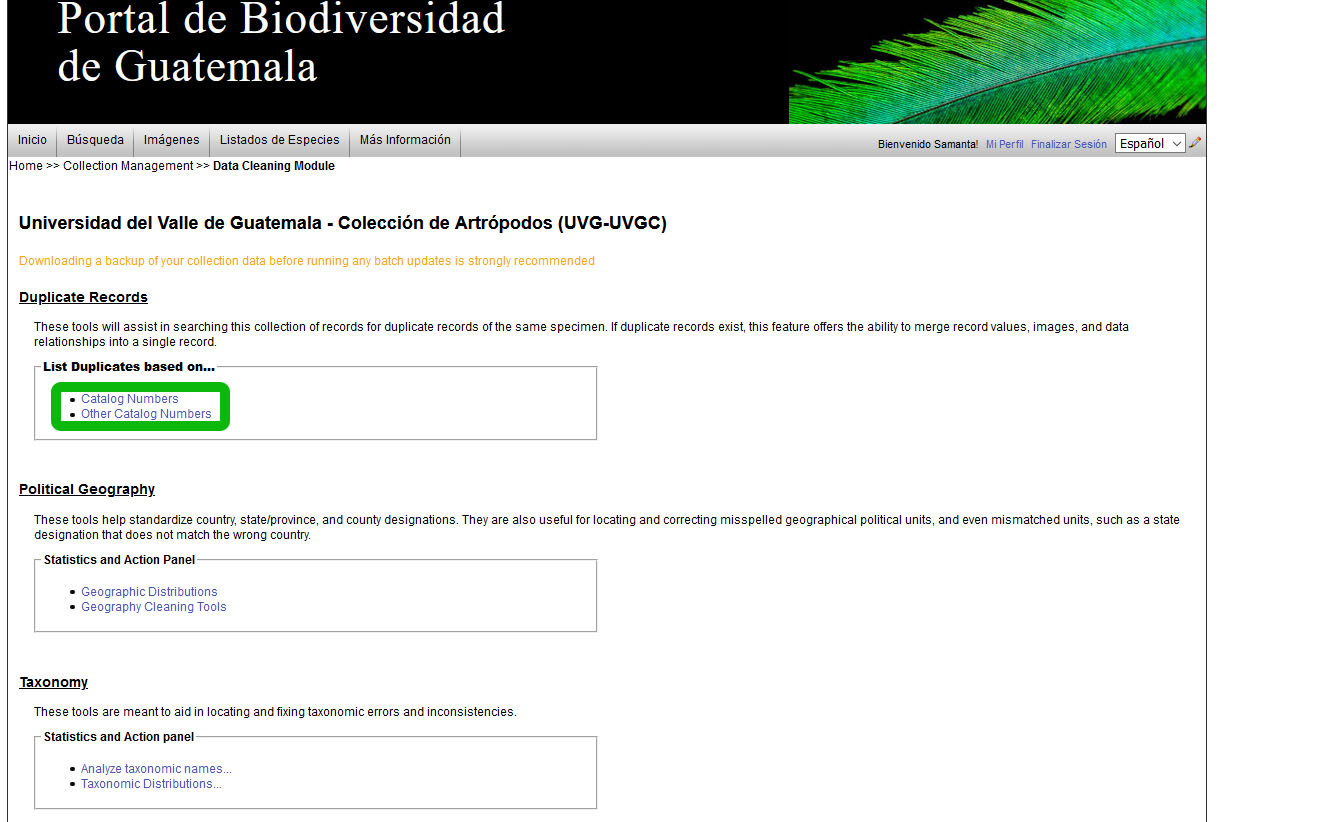 Portal de Biodiversidad
de Guatemala
Inicio Búsqueda Imágenes Listados de Especies Más Información Bienvenido Samanta! Mi Perfil Finalizar Sesión Español
Home >> Collection Management >> Data Cleaning Module
Universidad del Valle de Guatemala - Colección de Artrópodos (UVG-UVGC)
Downloading a backup of your collection data before running any batch updates is strongly recommended
Duplicate Records
These tools will assist in searching this collection of records for duplicate records of the same specimen. If duplicate records exist, this feature offers the ability to merge record values, images, and data
relationships into a single record.
List Duplicates based on...
Catalog Numbers
Other Catalog Numbers
Political Geography
These tools help standardize country, state/province, and county designations. They are also useful for locating and correcting misspelled geographical political units, and even mismatched units, such as a state
designation that does not match the wrong country.
Statistics and Action Panel
Geographic Distributions
Geography Cleaning Tools
Taxonomy
These tools are meant to aid in locating and fixing taxonomic errors and inconsistencies.
Statistics and Action panel
Analyze taxonomic names...
Taxonomic Distributions...